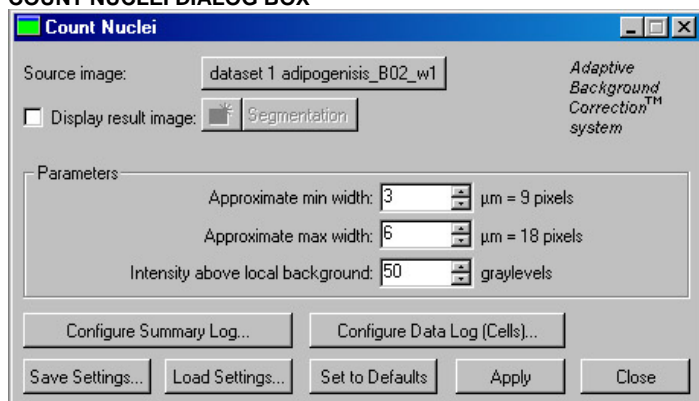 COUNT NUCLEI DIALOG BOX
Count Nuclei
Source image: dataset 1 adipogenisis_B02_w1
Adaptive
Background
Correction™
system
Display result image: Segmentation
Parameters
Approximate min width: 3 µm = 9 pixels
Approximate max width: 6 µm = 18 pixels
Intensity above local background: 50 graylevels
Configure Summary Log... Configure Data Log (Cells)...
Save Settings... Load Settings... Set to Defaults Apply Close